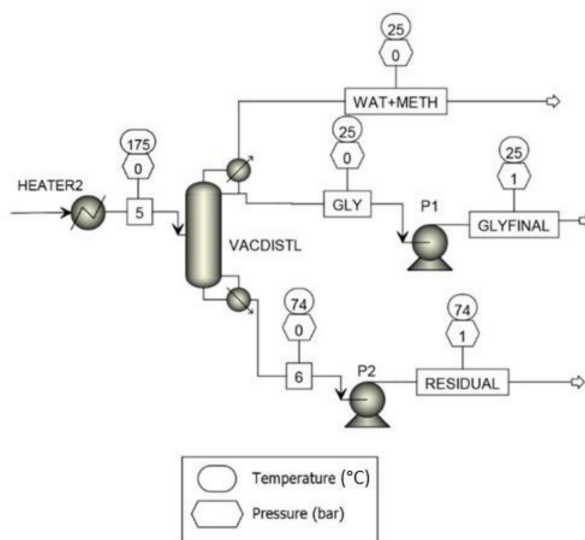 25
0
WAT+METH
175
0
25
0
25
1
HEATER2
5
GLY
P1
GLYFINAL
VACDISTL
74
0
74
1
6
P2
RESIDUAL
Temperature (°C)
Pressure (bar)